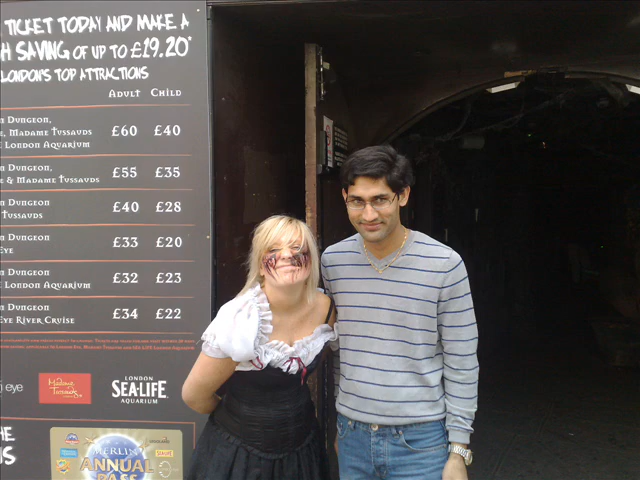 TICKET TODAY AND MAKE A
SAVING OF UP TO £19.20*
LONDON'S TOP ATTRACTIONS
ADULT CHILD
DUNGEON,
MADAME TUSSAUDS £60 £40
LONDON AQUARIUM
DUNGEON, £55 £35
& MADAME TUSSAUDS
DUNGEON £40 £28
TUSSAUDS
DUNGEON £33 £20
EYE
DUNGEON £32 £23
LONDON AQUARIUM
DUNGEON £34 £22
EYE RIVER CRUISE
eye
Madame Tussauds
LONDON
SEA LIFE
AQUARIUM
MERLIN
ANNUAL
PASS